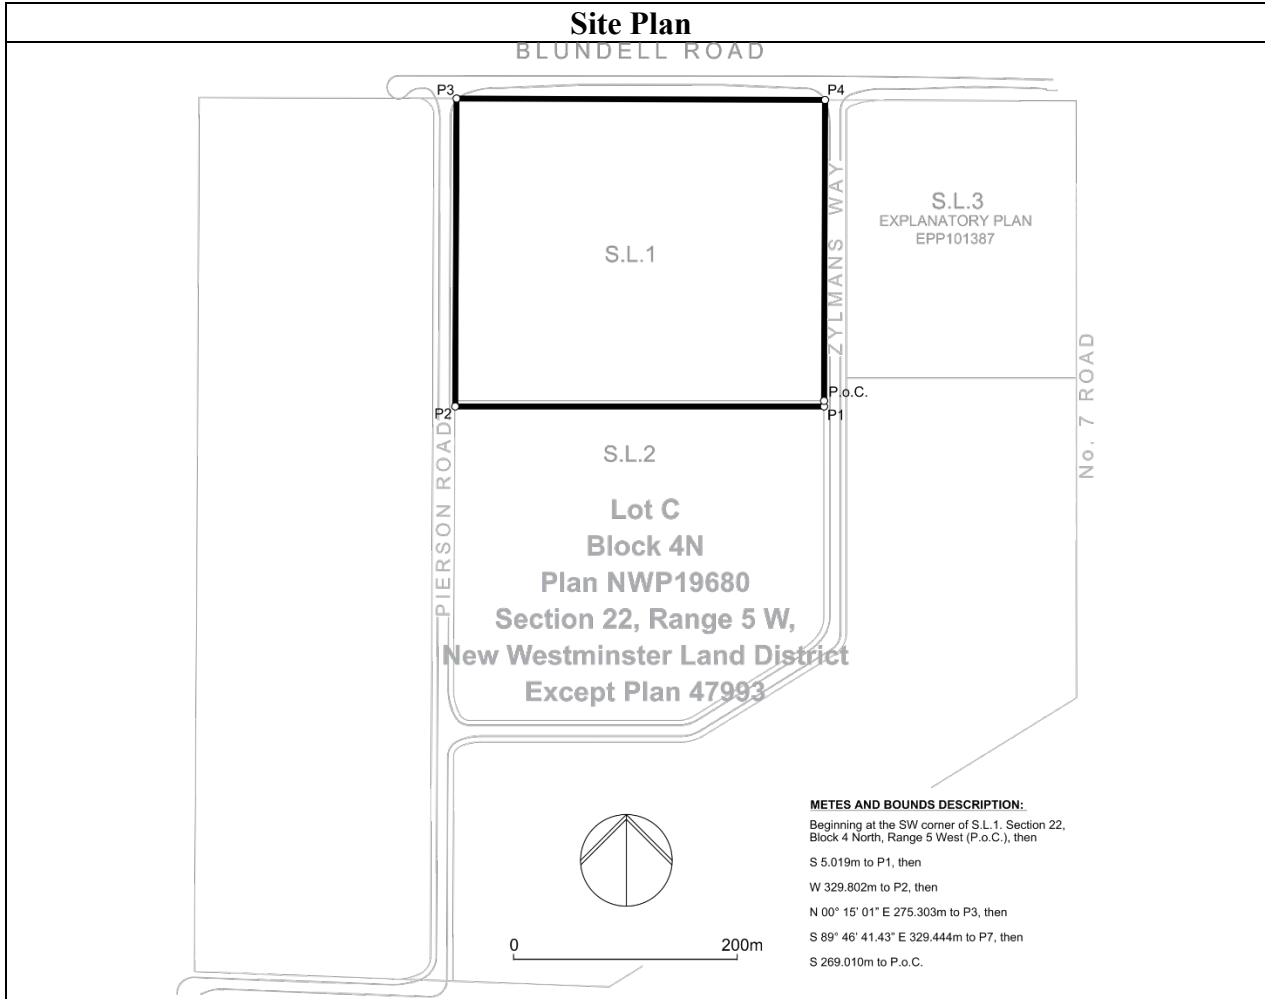 Site Plan
BLUNDELL ROAD
P3
P4
ZYLMANS WAY
S.L.3
EXPLANATORY PLAN
EPP101387
S.L.1
No. 7 ROAD
P.o.C.
P2
P1
PIERSON ROAD
S.L.2
Lot C
Block 4N
Plan NWP19680
Section 22, Range 5 W,
New Westminster Land District
Except Plan 47993
METES AND BOUNDS DESCRIPTION:
Beginning at the SW corner of S.L.1. Section 22,
Block 4 North, Range 5 West (P.o.C.), then
S 5.019m to P1, then
W 329.802m to P2, then
N 00° 15' 01" E 275.303m to P3, then
S 89° 46' 41.43" E 329.444m to P7, then
S 269.010m to P.o.C.
0 200m